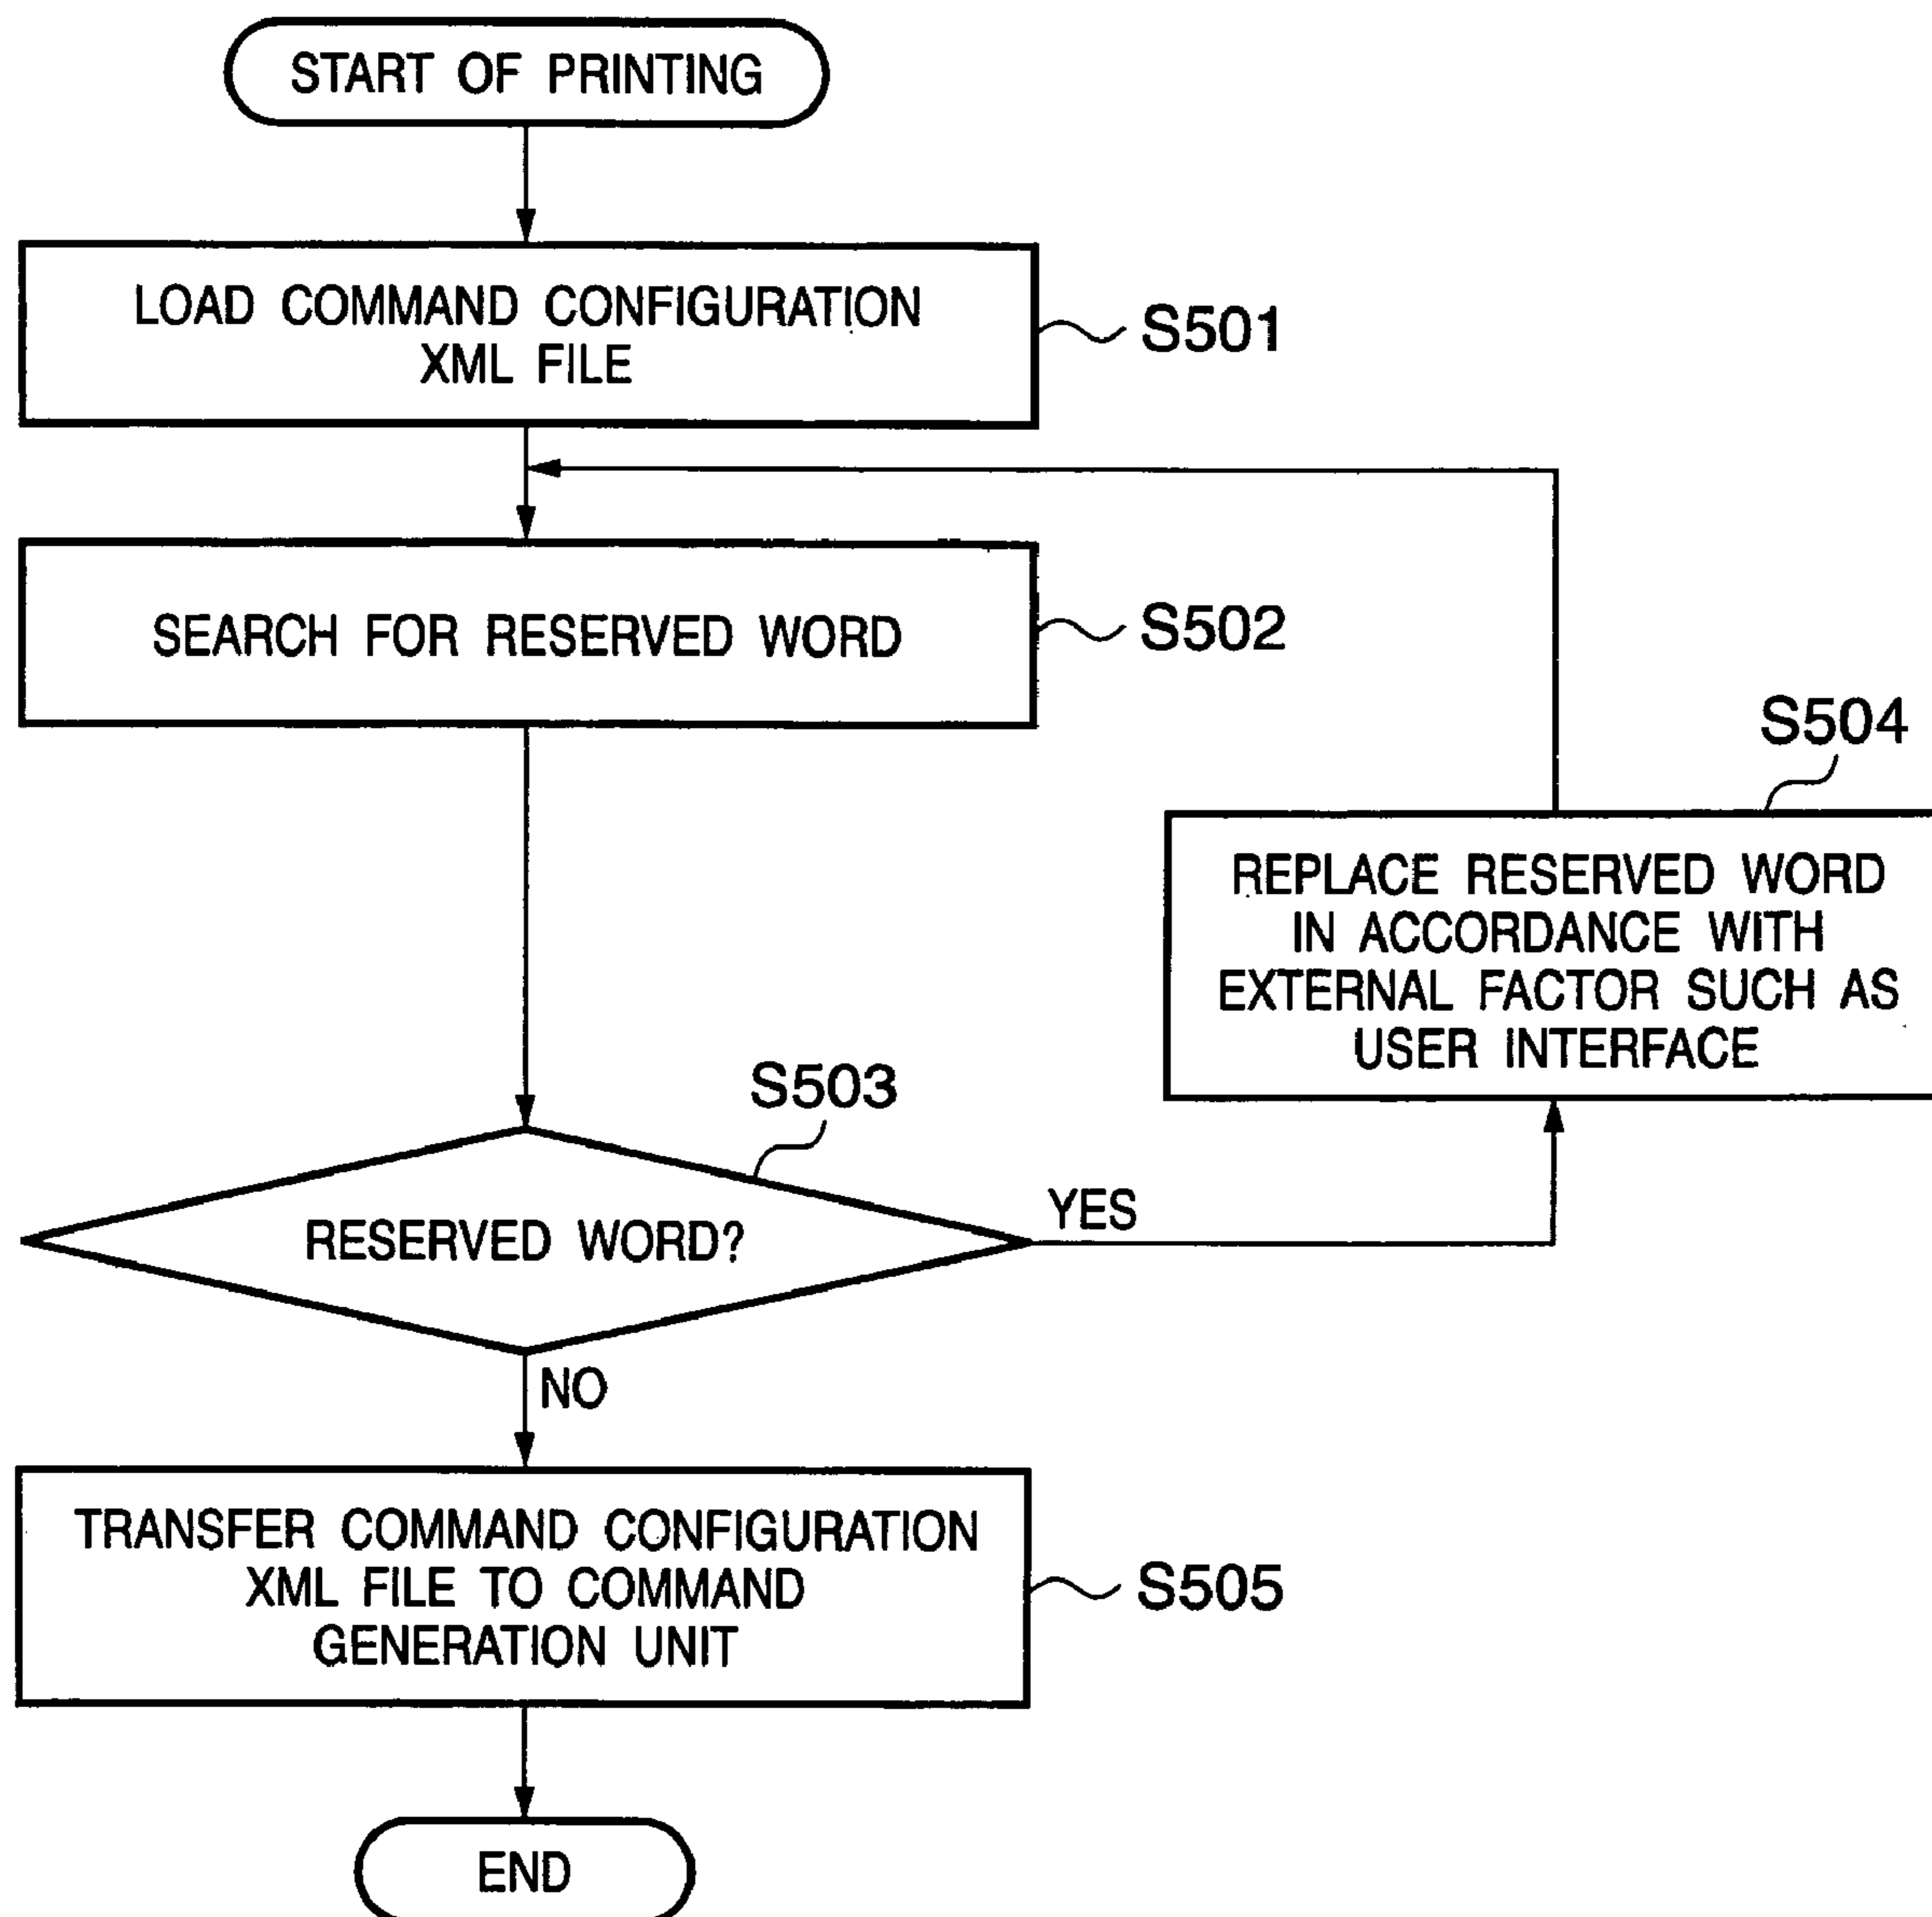 START OF PRINTING
LOAD COMMAND CONFIGURATION
XML FILE
S501
SEARCH FOR RESERVED WORD
S502
S504
REPLACE RESERVED WORD
IN ACCORDANCE WITH
EXTERNAL FACTOR SUCH AS
USER INTERFACE
S503
RESERVED WORD?
YES
NO
TRANSFER COMMAND CONFIGURATION
XML FILE TO COMMAND
GENERATION UNIT
S505
END